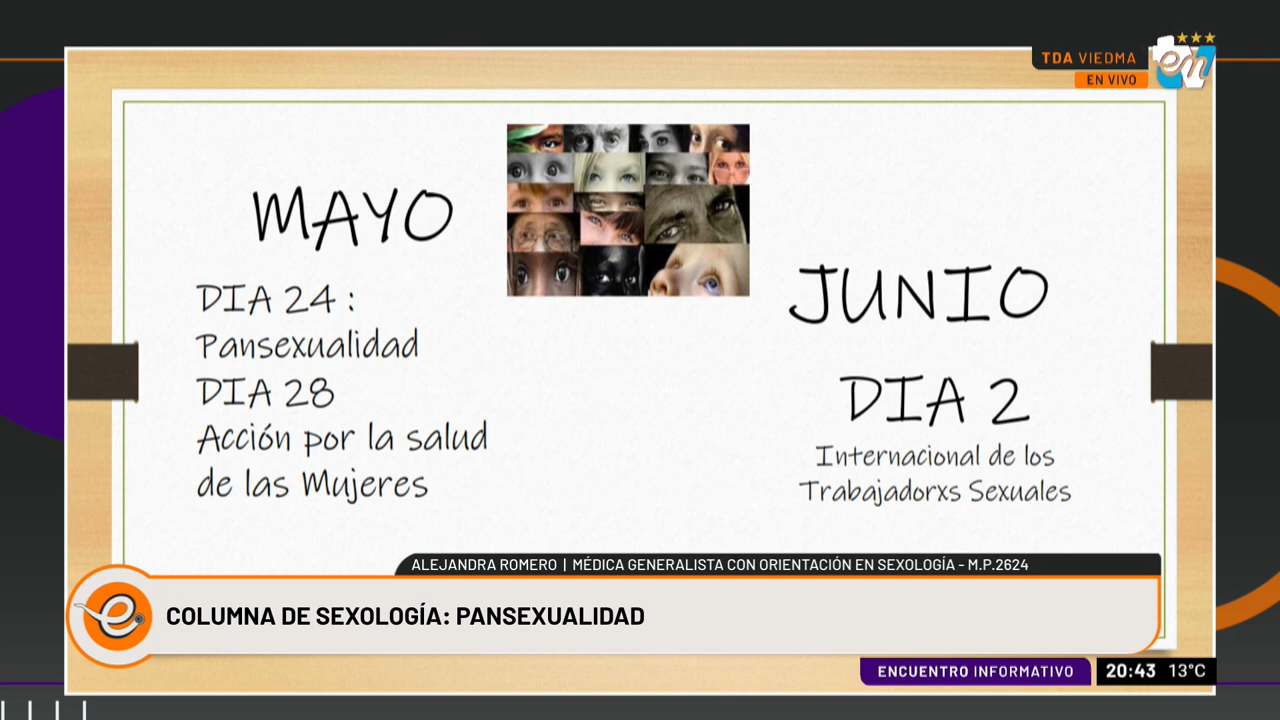 TDA VIEDMA
EN VIVO
MAYO
DIA 24 :
Pansexualidad
DIA 28
Acción por la salud
de las Mujeres
JUNIO
DIA 2
Internacional de los
Trabajadorxs Sexuales
ALEJANDRA ROMERO | MÉDICA GENERALISTA CON ORIENTACIÓN EN SEXOLOGÍA - M.P.2624
COLUMNA DE SEXOLOGÍA: PANSEXUALIDAD
ENCUENTRO INFORMATIVO
20:43 13°C